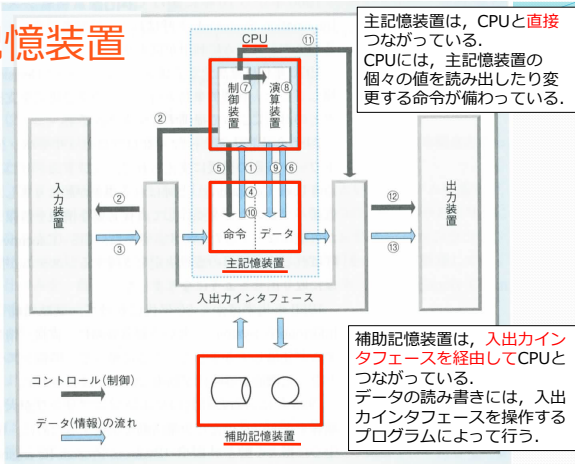 憶装置
主記憶装置は，CPUと直接
つながっている．
CPUには，主記憶装置の
個々の値を読み出したり変
更する命令が備わっている．
CPU
⑪
制御装置
⑦
演算装置
⑧
②
⑤
①
⑨
⑥
④
⑩
入力装置
②
③
命令
データ
主記憶装置
出力装置
⑫
⑬
入出力インタフェース
コントロール(制御)
データ(情報)の流れ
補助記憶装置
補助記憶装置は，入出力イン
タフェースを経由してCPUと
つながっている．
データの読み書きには，入出
力インタフェースを操作する
プログラムによって行う．